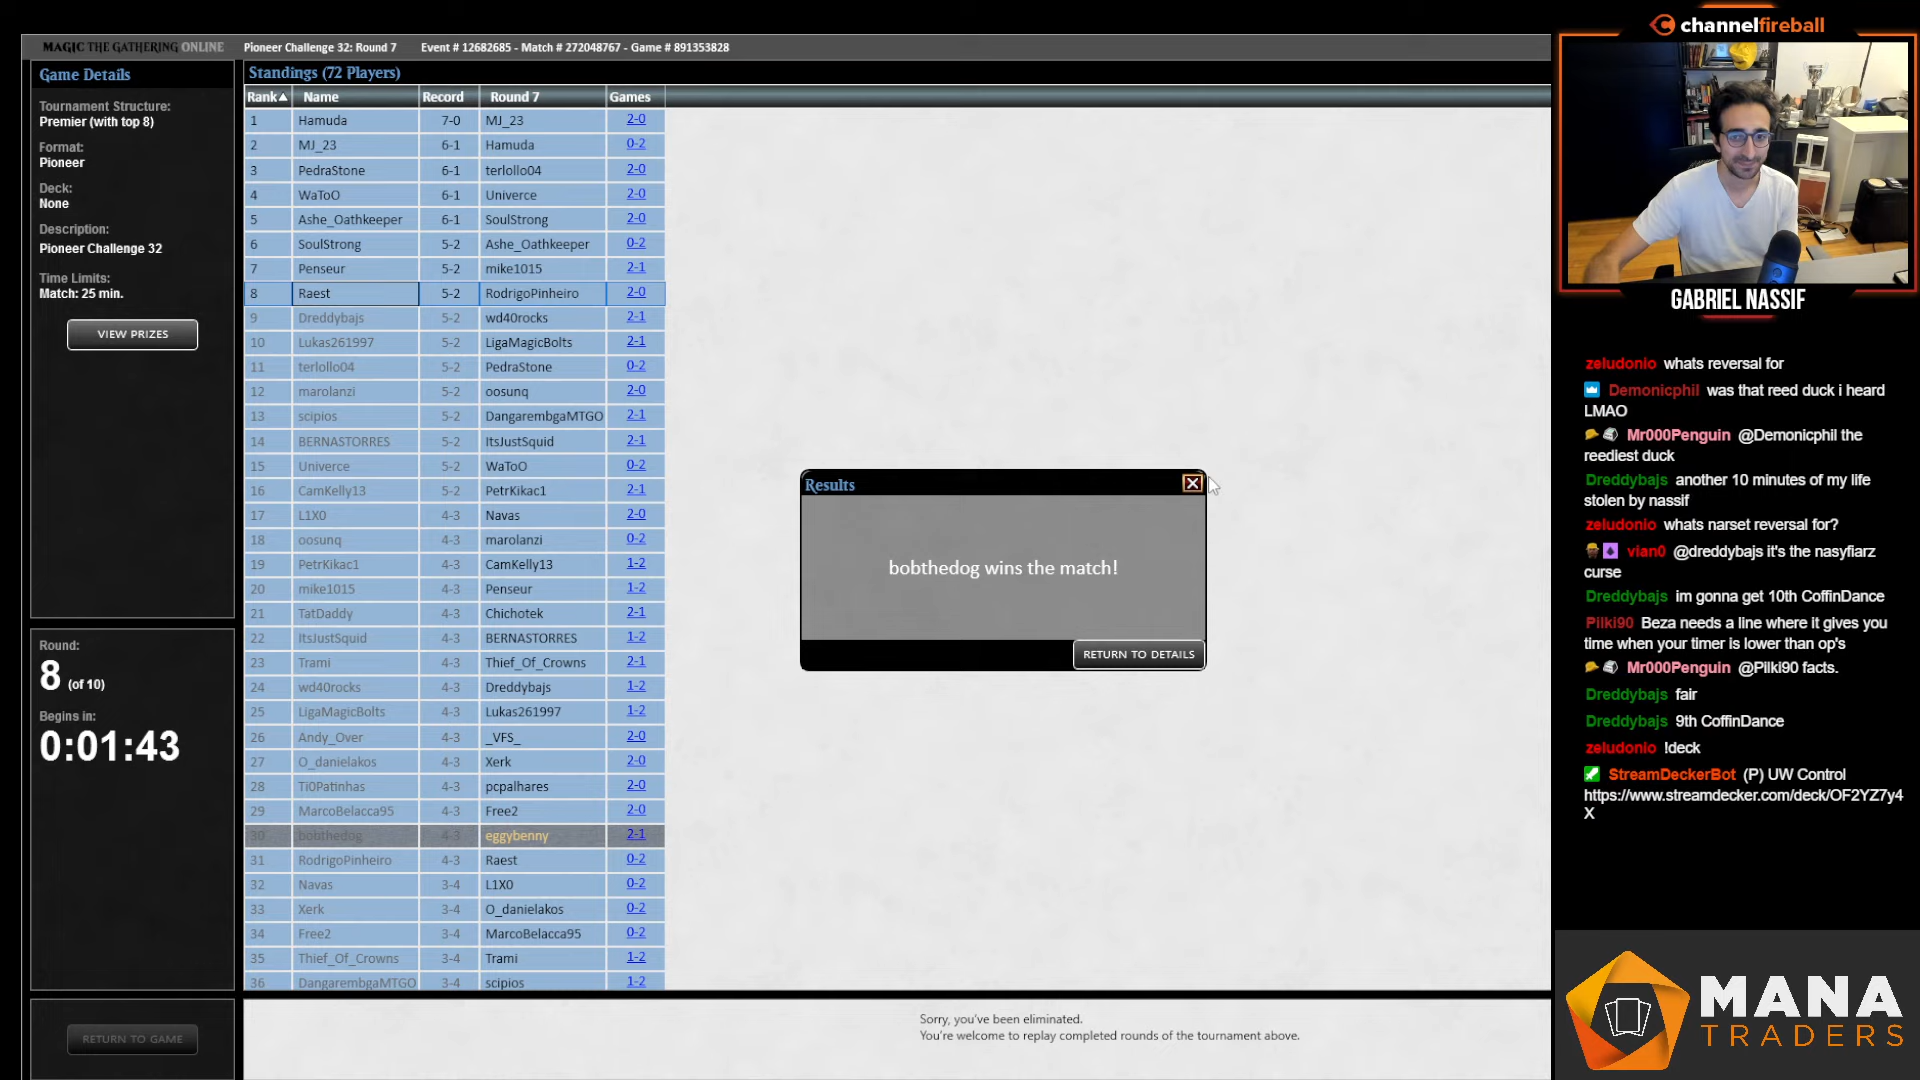 channelfireball
MAGIC THE GATHERING ONLINE Pioneer Challenge 32: Round 7 Event # 12682685 - Match # 272048767 - Game # 891353828
Game Details
Tournament Structure:
Premier (with top 8)
Format:
Pioneer
Deck:
None
Description:
Pioneer Challenge 32
Time Limits:
Match: 25 min.
VIEW PRIZES
Round:
8 (of 10)
Begins in:
0:01:43
RETURN TO GAME
Standings (72 Players)
Rank Name Record Round 7 Games
1 Hamuda 7-0 MJ_23 2-0
2 MJ_23 6-1 Hamuda 0-2
3 PedraStone 6-1 terlollo04 2-0
4 WaToO 6-1 Univerce 2-0
5 Ashe_Oathkeeper 6-1 SoulStrong 2-0
6 SoulStrong 5-2 Ashe_Oathkeeper 0-2
7 Penseur 5-2 mike1015 2-1
8 Raest 5-2 RodrigoPinheiro 2-0
9 Dreddybajs 5-2 wd40rocks 2-1
10 Lukas261997 5-2 LigaMagicBolts 2-1
11 terlollo04 5-2 PedraStone 0-2
12 marolanzi 5-2 oosunq 2-0
13 scipios 5-2 DangarembgaMTGO 2-1
14 BERNASTORRES 5-2 ItsJustSquid 2-1
15 Univerce 5-2 WaToO 0-2
16 CamKelly13 5-2 PetrKikac1 2-1
17 L1X0 4-3 Navas 2-0
18 oosunq 4-3 marolanzi 0-2
19 PetrKikac1 4-3 CamKelly13 1-2
20 mike1015 4-3 Penseur 1-2
21 TatDaddy 4-3 Chichotek 2-1
22 ItsJustSquid 4-3 BERNASTORRES 1-2
23 Trami 4-3 Thief_Of_Crowns 2-1
24 wd40rocks 4-3 Dreddybajs 1-2
25 LigaMagicBolts 4-3 Lukas261997 1-2
26 Andy_Over 4-3 _VFS_ 2-0
27 O_danielakos 4-3 Xerk 2-0
28 Ti0Patinhas 4-3 pcpalhares 2-0
29 MarcoBelacca95 4-3 Free2 2-0
30 bobthedog 4-3 eggybenny 2-1
31 RodrigoPinheiro 4-3 Raest 0-2
32 Navas 3-4 L1X0 0-2
33 Xerk 3-4 O_danielakos 0-2
34 Free2 3-4 MarcoBelacca95 0-2
35 Thief_Of_Crowns 3-4 Trami 1-2
36 DangarembgaMTGO 3-4 scipios 1-2
Results
bobthedog wins the match!
RETURN TO DETAILS
Sorry, you've been eliminated.
You're welcome to replay completed rounds of the tournament above.
GABRIEL NASSIF
zeludonio whats reversal for
Demonicphil was that reed duck i heard
LMAO
Mr000Penguin @Demonicphil the
reediest duck
Dreddybajs another 10 minutes of my life
stolen by nassif
zeludonio whats narset reversal for?
vian0 @dreddybajs it's the nasyfiarz
curse
Dreddybajs im gonna get 10th CoffinDance
Pilki90 Beza needs a line where it gives you
time when your timer is lower than op's
Mr000Penguin @Pilki90 facts.
Dreddybajs fair
Dreddybajs 9th CoffinDance
zeludonio !deck
StreamDeckerBot (P) UW Control
https://www.streamdecker.com/deck/OF2YZ7y4
X
MANA
TRADERS